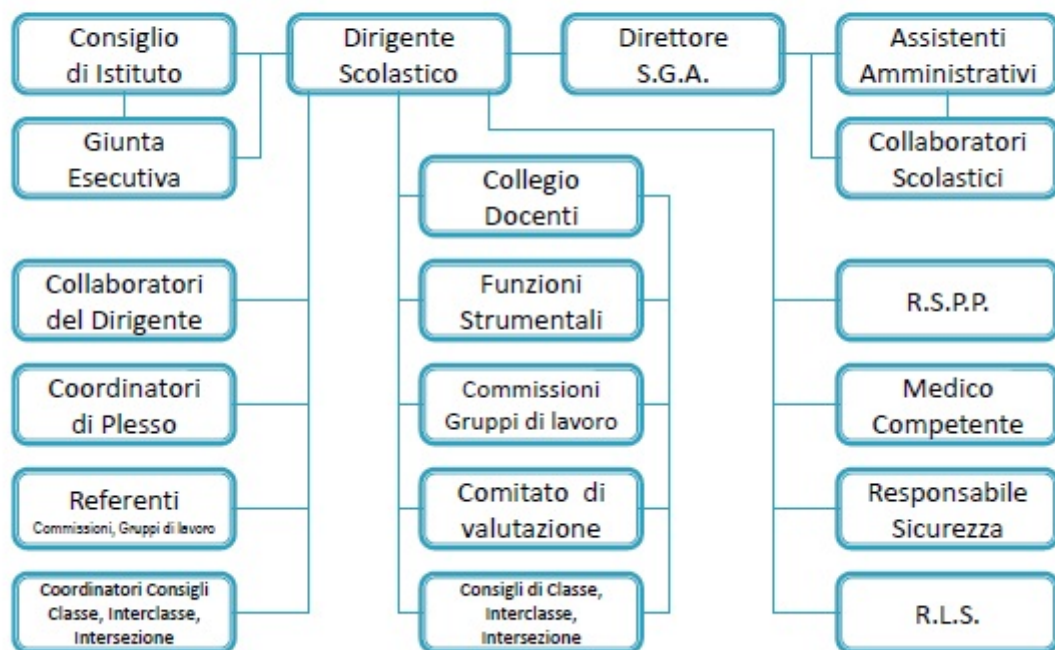 Consiglio
di Istituto
Dirigente
Scolastico
Direttore
S.G.A.
Assistenti
Amministrativi
Giunta
Esecutiva
Collaboratori
Scolastici
Collegio
Docenti
Collaboratori
del Dirigente
Funzioni
Strumentali
R.S.P.P.
Coordinatori
di Plesso
Commissioni
Gruppi di lavoro
Medico
Competente
Referenti
Commissioni, Gruppi di lavoro
Comitato di
valutazione
Responsabile
Sicurezza
Coordinatori Consigli
Classe, Interclasse,
Intersezione
Consigli di Classe,
Interclasse,
Intersezione
R.L.S.